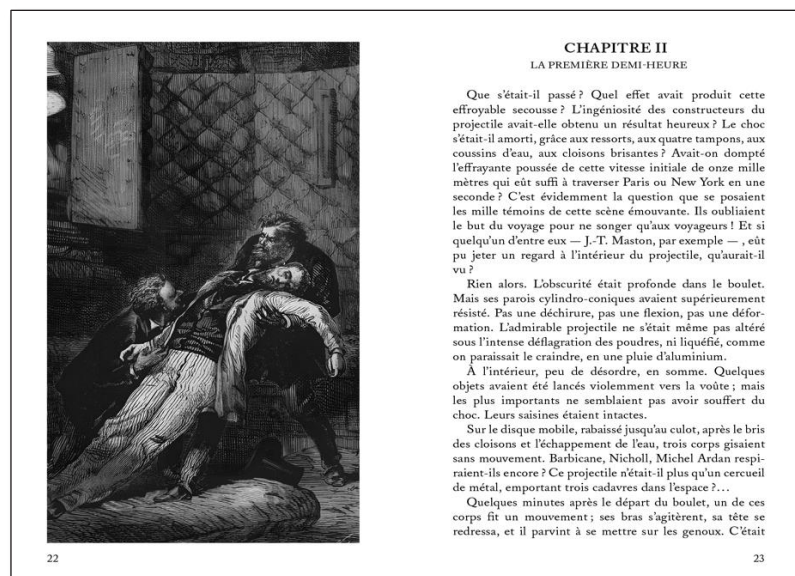 22
CHAPITRE II
LA PREMIÈRE DEMI-HEURE
Que s’était-il passé ? Quel effet avait produit cette
effroyable secousse ? L’ingéniosité des constructeurs du
projectile avait-elle obtenu un résultat heureux ? Le choc
s’était-il amorti, grâce aux ressorts, aux quatre tampons, aux
coussins d’eau, aux cloisons brisantes ? Avait-on dompté
l’effrayante poussée de cette vitesse initiale de onze mille
mètres qui eût suffi à traverser Paris ou New York en une
seconde ? C’est évidemment la question que se posaient
les mille témoins de cette scène émouvante. Ils oubliaient
le but du voyage pour ne songer qu’aux voyageurs ! Et si
quelqu’un d’entre eux — J.-T. Maston, par exemple — , eût
pu jeter un regard à l’intérieur du projectile, qu’aurait-il
vu ?
Rien alors. L’obscurité était profonde dans le boulet.
Mais ses parois cylindro-coniques avaient supérieurement
résisté. Pas une déchirure, pas une flexion, pas une défor-
mation. L’admirable projectile ne s’était même pas altéré
sous l’intense déflagration des poudres, ni liquéfié, comme
on paraissait le craindre, en une pluie d’aluminium.
À l’intérieur, peu de désordre, en somme. Quelques
objets avaient été lancés violemment vers la voûte ; mais
les plus importants ne semblaient pas avoir souffert du
choc. Leurs saisines étaient intactes.
Sur le disque mobile, rabaissé jusqu’au culot, après le bris
des cloisons et l’échappement de l’eau, trois corps gisaient
sans mouvement. Barbicane, Nicholl, Michel Ardan respi-
raient-ils encore ? Ce projectile n’était-il plus qu’un cercueil
de métal, emportant trois cadavres dans l’espace ?…
Quelques minutes après le départ du boulet, un de ces
corps fit un mouvement ; ses bras s’agitèrent, sa tête se
redressa, et il parvint à se mettre sur les genoux. C’était
23